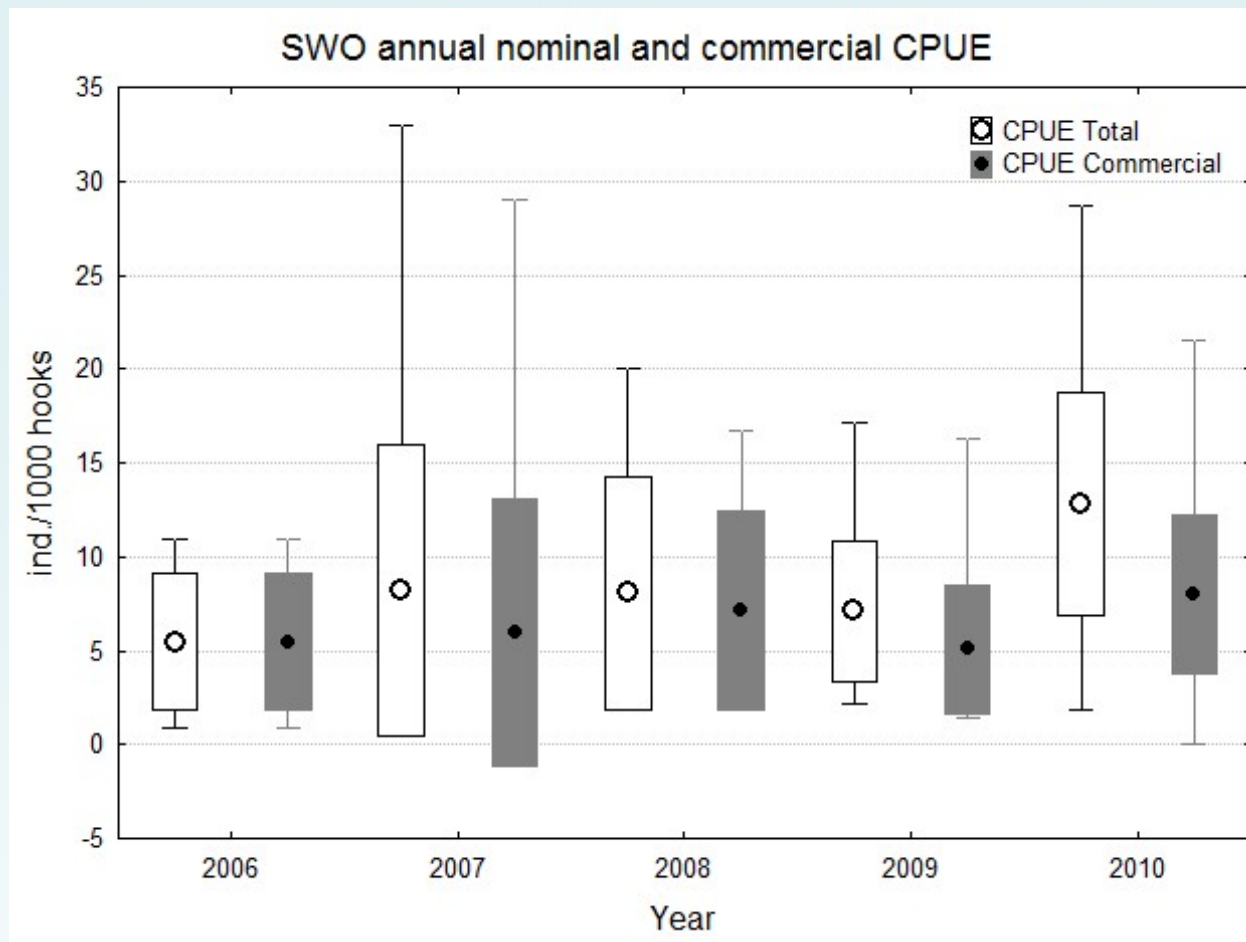 SWO annual nominal and commercial CPUE
35
30
25
20
15
10
5
0
-5
ind./1000 hooks
CPUE Total
CPUE Commercial
2006 2007 2008 2009 2010
Year